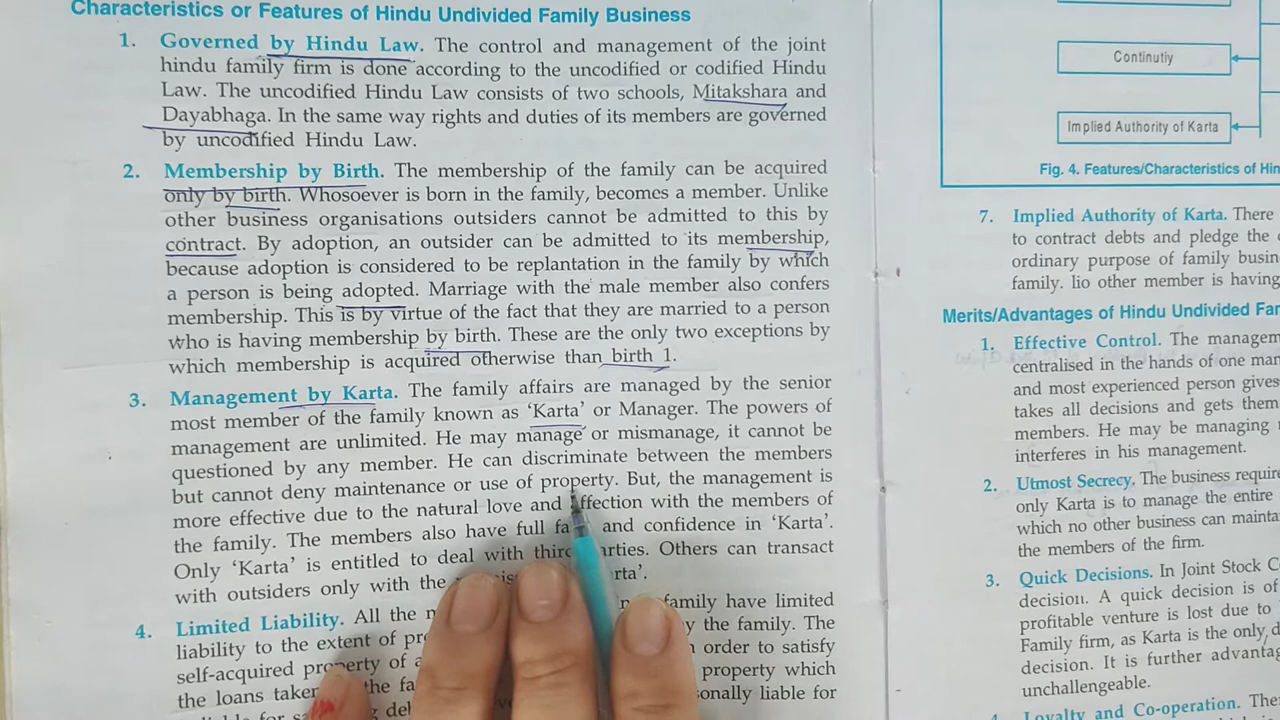 Characteristics or Features of Hindu Undivided Family Business
1. Governed by Hindu Law. The control and management of the joint
hindu family firm is done according to the uncodified or codified Hindu
Law. The uncodified Hindu Law consists of two schools, Mitakshara and
Dayabhaga. In the same way rights and duties of its members are governed
by uncodified Hindu Law.
2. Membership by Birth. The membership of the family can be acquired
only by birth. Whosoever is born in the family, becomes a member. Unlike
other business organisations outsiders cannot be admitted to this by
contract. By adoption, an outsider can be admitted to its membership,
because adoption is considered to be replantation in the family by which
a person is being adopted. Marriage with the male member also confers
membership. This is by virtue of the fact that they are married to a person
who is having membership by birth. These are the only two exceptions by
which membership is acquired otherwise than birth 1.
3. Management by Karta. The family affairs are managed by the senior
most member of the family known as 'Karta' or Manager. The powers of
management are unlimited. He may manage or mismanage, it cannot be
questioned by any member. He can discriminate between the members
but cannot deny maintenance or use of property. But, the management is
more effective due to the natural love and affection with the members of
the family. The members also have full and confidence in 'Karta'.
Only 'Karta' is entitled to deal with third parties. Others can transact
with outsiders only with the
4. Limited Liability. All the family have limited
liability to the extent of by the family. The
self-acquired property of order to satisfy
the loans taken the property which
personally liable for
Continutiy
Implied Authority of Karta
Fig. 4. Features/Characteristics of
7. Implied Authority of Karta. There
to contract debts and pledge the
ordinary purpose of family
family. lio other member is having
Merits/Advantages of Hindu Undivided
1. Effective Control. The
centralised in the hands of one
and most experienced person gives
takes all decisions and gets them
members. He may be managing
interferes in his management.
2. Utmost Secrecy. The business
only Karta is to manage the entire
which no other business can
the members of the firm.
3. Quick Decisions. In Joint Stock
decision. A quick decision is of
profitable venture is lost due to
Family firm, as Karta is the only
decision. It is further
unchallengeable.
4. Loyalty and Co-operation.